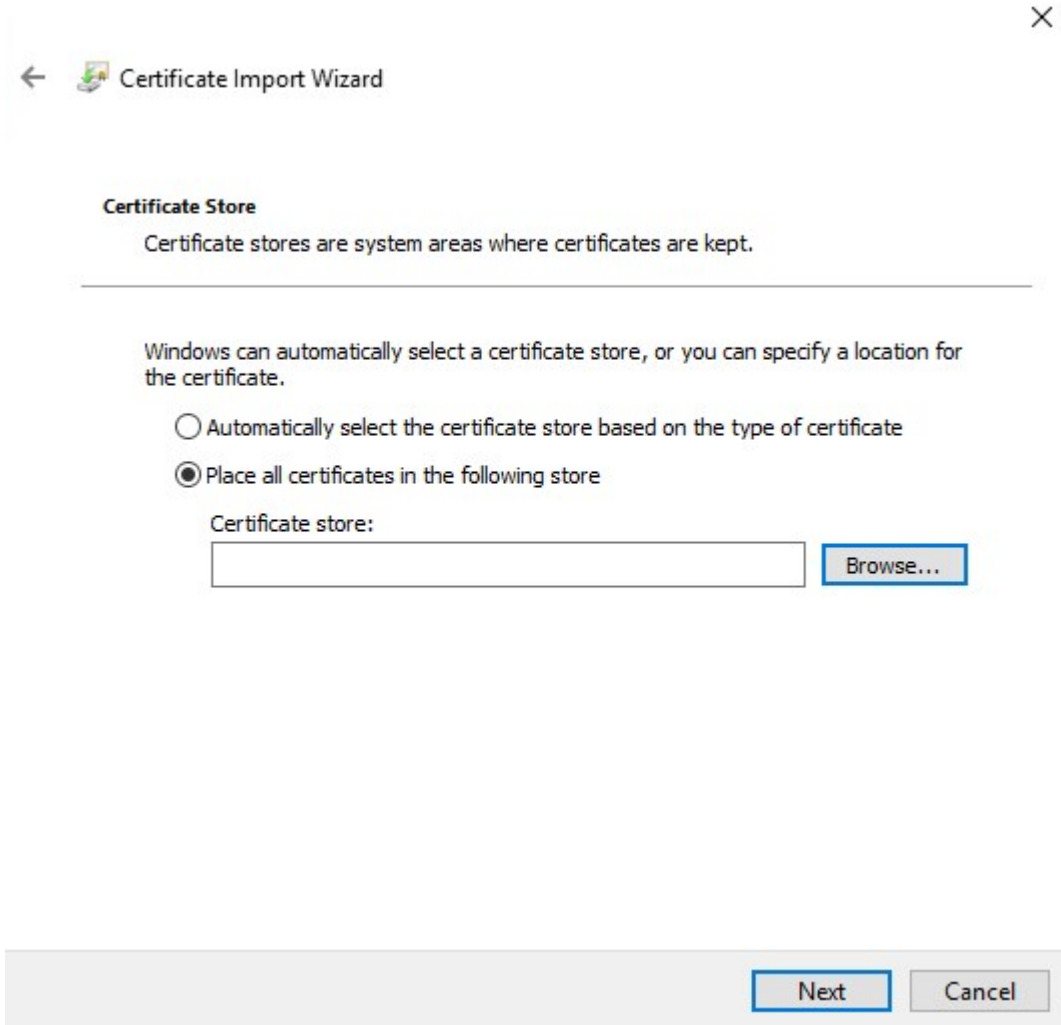 Certificate Import Wizard
Certificate Store
Certificate stores are system areas where certificates are kept.
Windows can automatically select a certificate store, or you can specify a location for
the certificate.
Automatically select the certificate store based on the type of certificate
Place all certificates in the following store
Certificate store:
Browse...
Next
Cancel